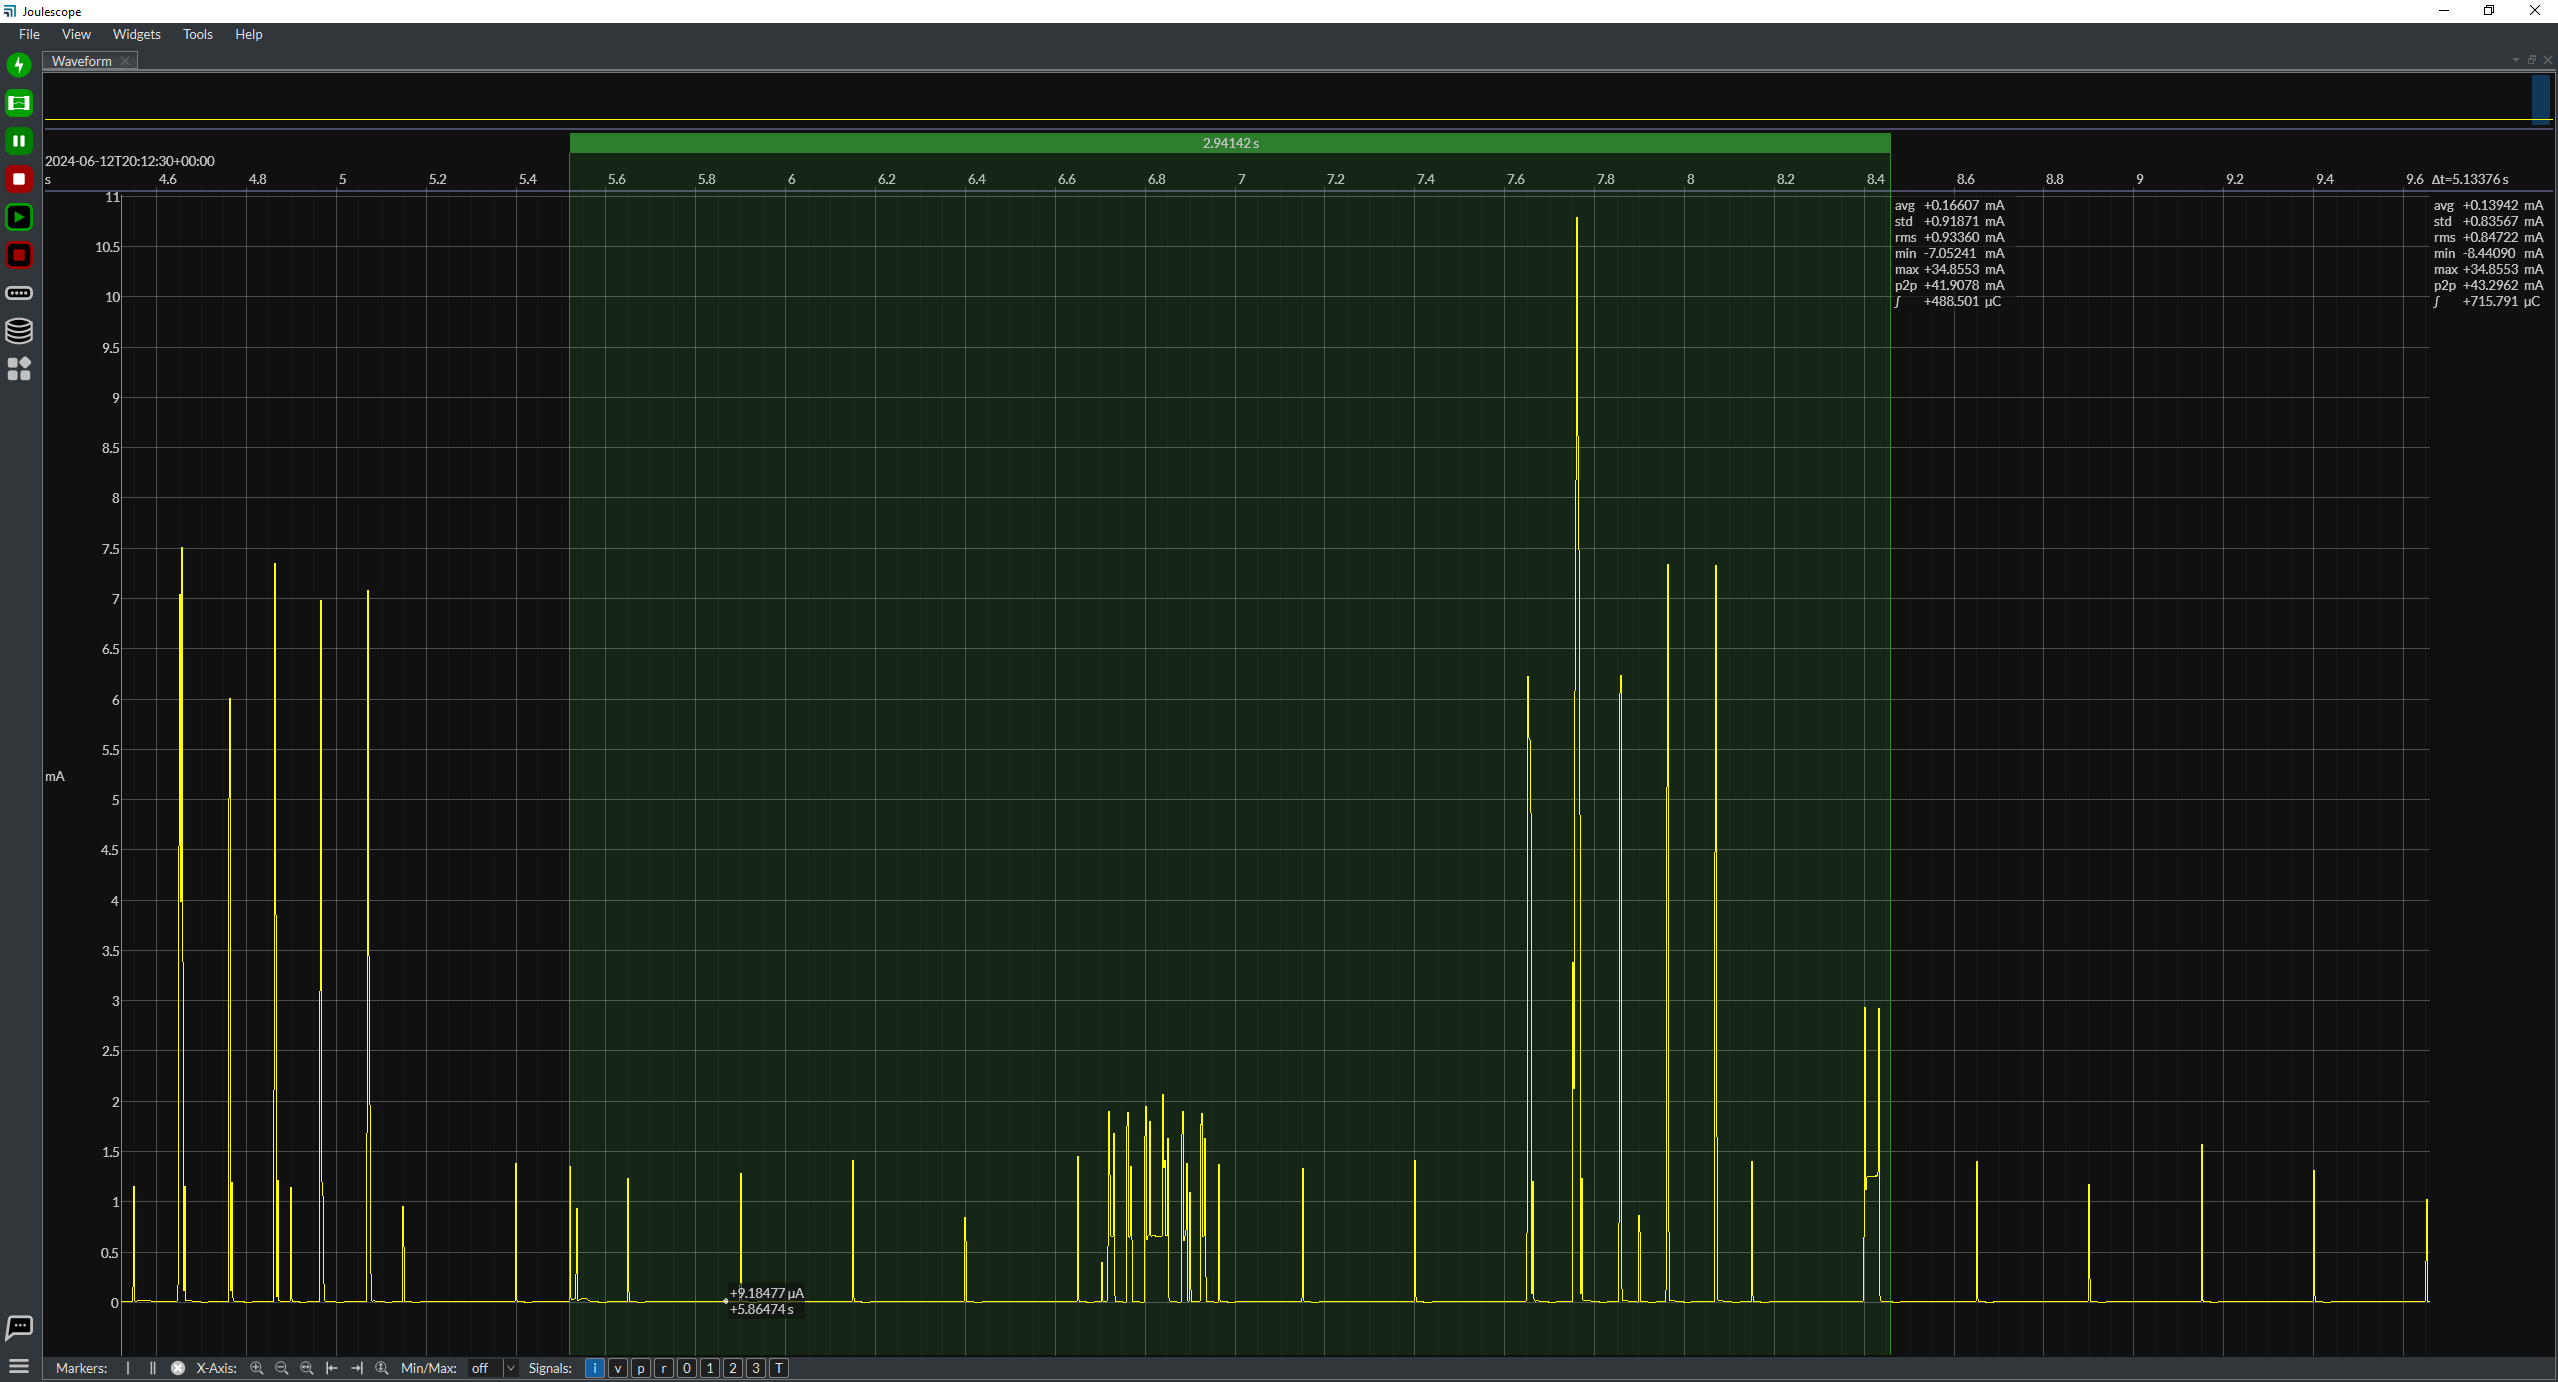 Joulescope
File View Widgets Tools Help
Waveform
2.94142 s
2024-06-12T20:12:30+00:00
s 4.6 4.8 5 5.2 5.4 5.6 5.8 6 6.2 6.4 6.6 6.8 7 7.2 7.4 7.6 7.8 8 8.2 8.4 8.6 8.8 9 9.2 9.4 9.6 Δt=5.13376 s
11
10.5
10
9.5
9
8.5
8
7.5
7
6.5
6
5.5
mA
5
4.5
4
3.5
3
2.5
2
1.5
1
0.5
0
avg +0.16607 mA
std +0.91871 mA
rms +0.93360 mA
min -7.05241 mA
max +34.8553 mA
p2p +41.9078 mA
∫ +488.501 µC
avg +0.13942 mA
std +0.83567 mA
rms +0.84722 mA
min -8.44090 mA
max +34.8553 mA
p2p +43.2962 mA
∫ +715.791 µC
+9.18477 µA
+5.86474 s
Markers: X-Axis: Min/Max: off Signals: i v p r 0 1 2 3 T